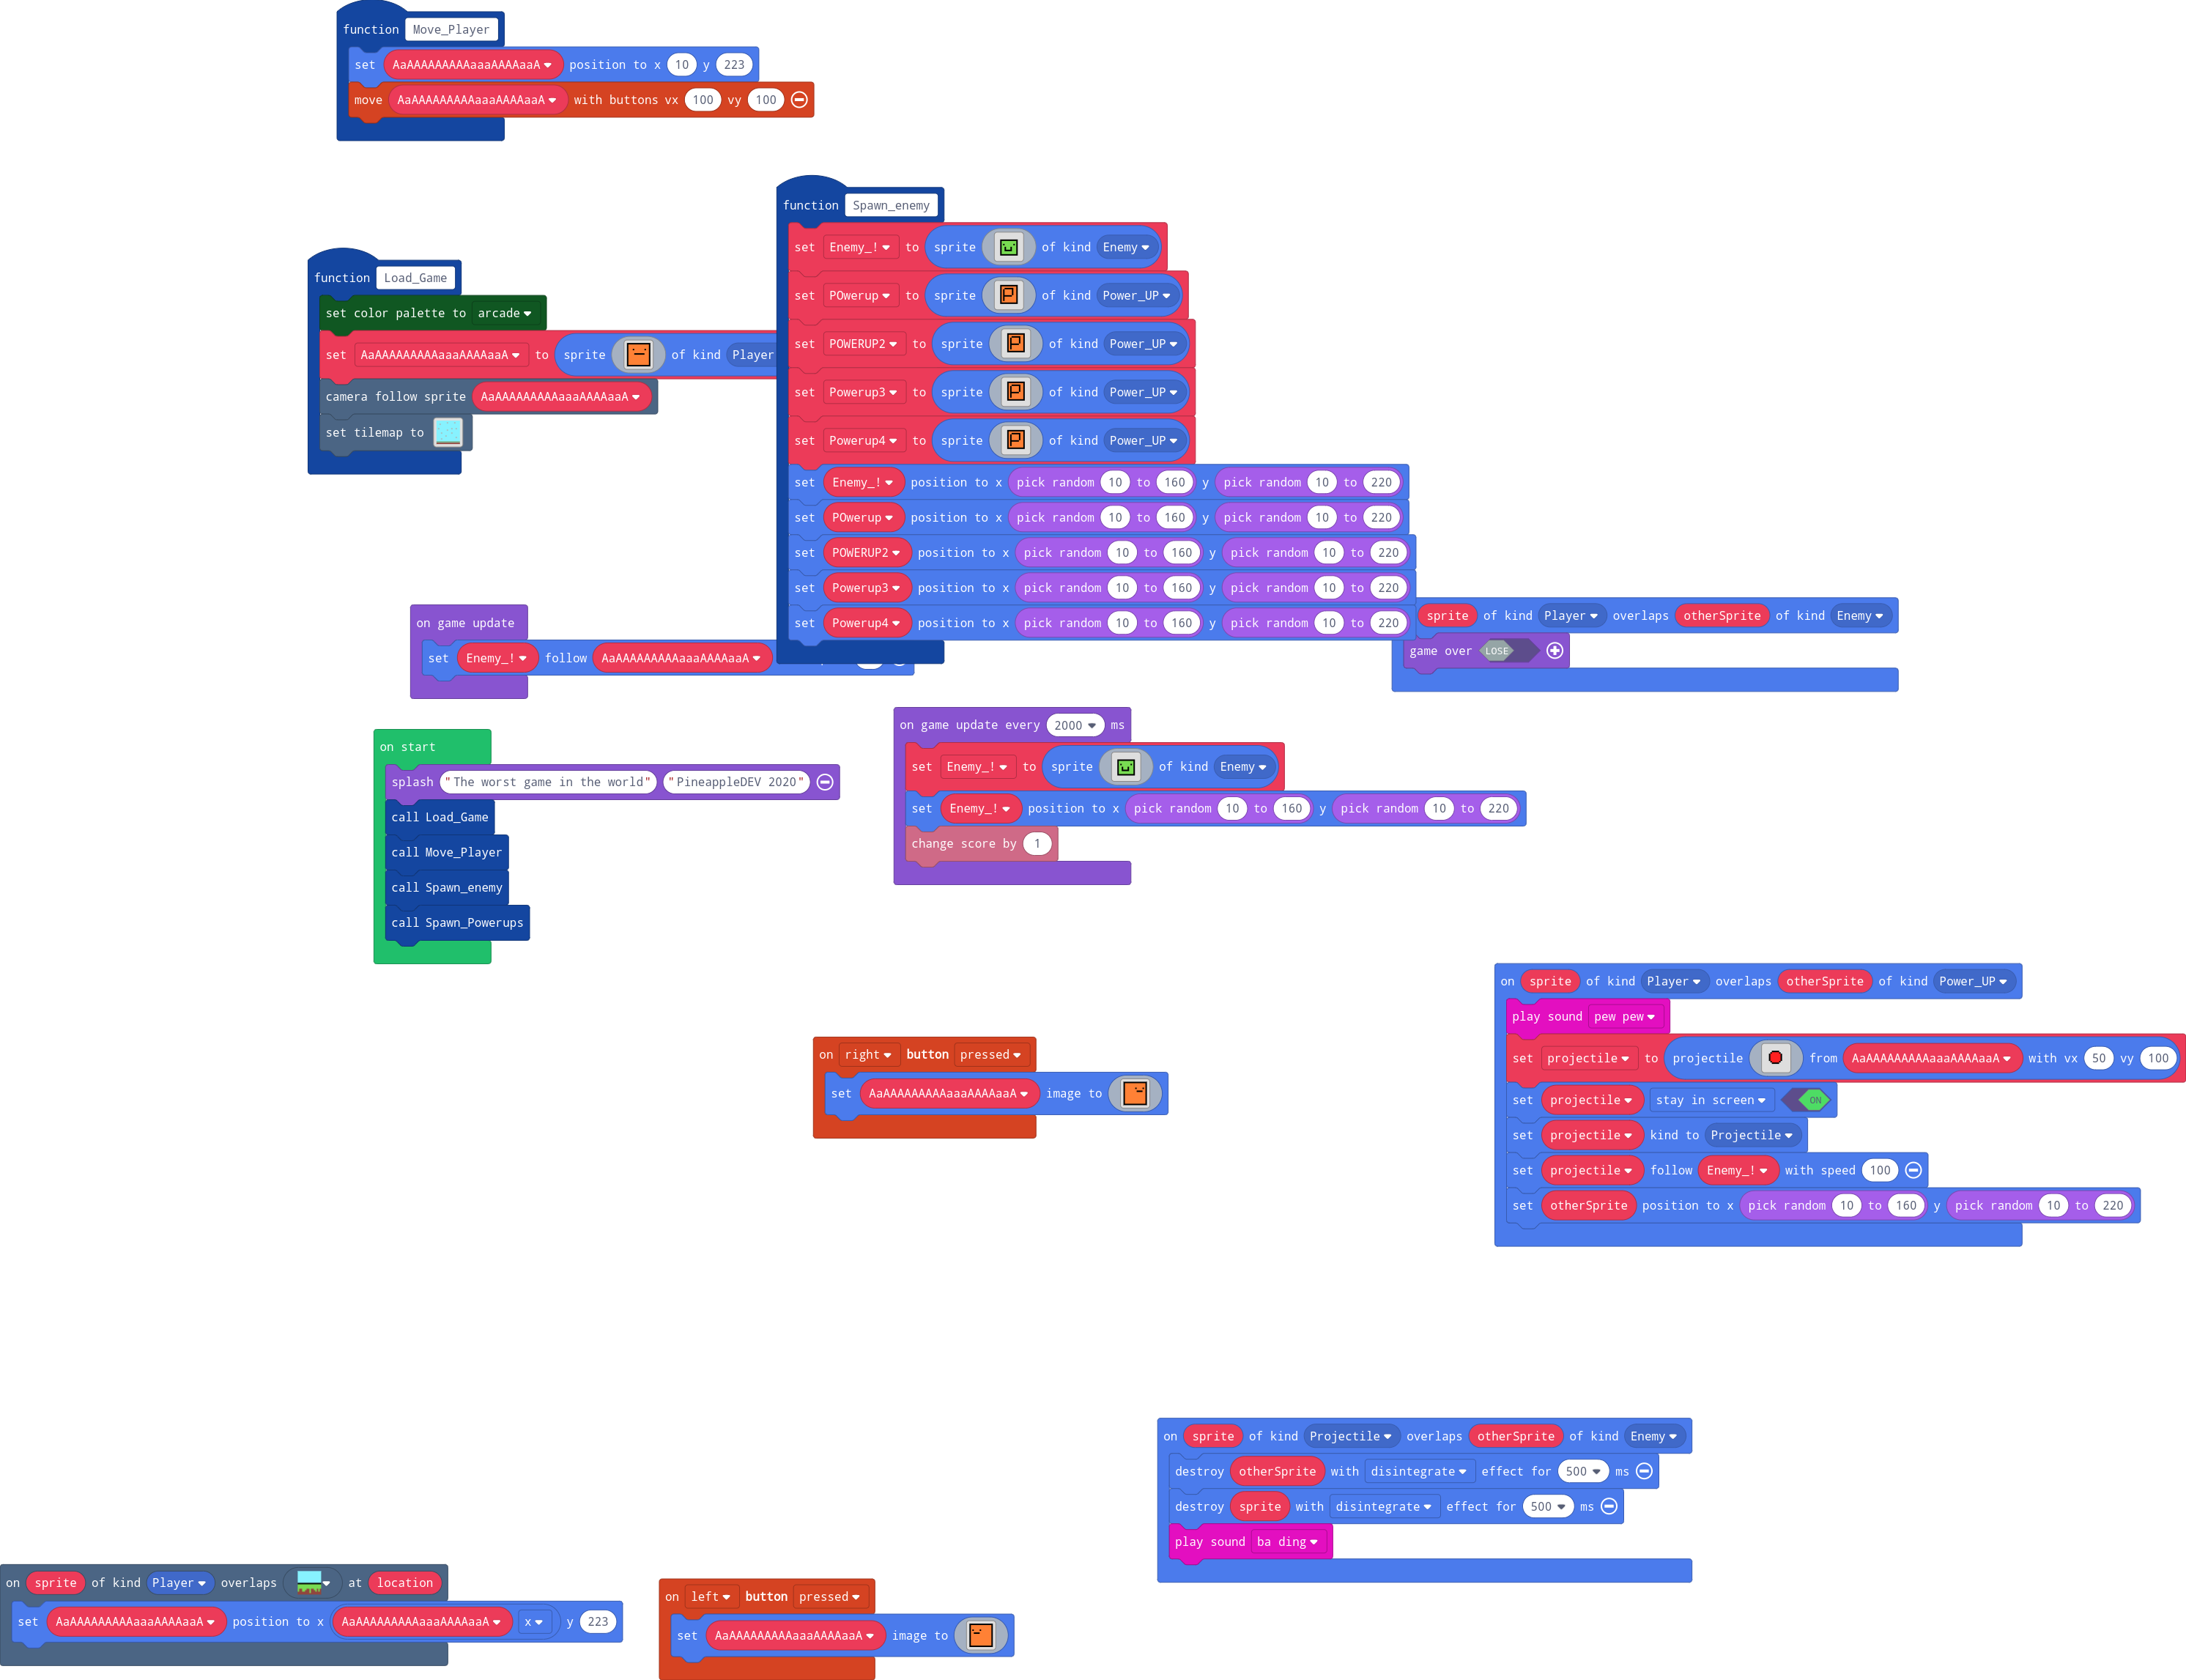 function Move_Player
set AaAAAAAAAAAaaaAAAAaaA position to x 10 y 223
move AaAAAAAAAAAaaaAAAAaaA with buttons vx 100 vy 100
function Load_Game
set color palette to arcade
set AaAAAAAAAAAaaaAAAAaaA to sprite of kind Player
camera follow sprite AaAAAAAAAAAaaaAAAAaaA
set tilemap to
function Spawn_enemy
set Enemy_! to sprite of kind Enemy
set POwerup to sprite of kind Power_UP
set POWERUP2 to sprite of kind Power_UP
set Powerup3 to sprite of kind Power_UP
set Powerup4 to sprite of kind Power_UP
set Enemy_! position to x pick random 10 to 160 y pick random 10 to 220
set POwerup position to x pick random 10 to 160 y pick random 10 to 220
set POWERUP2 position to x pick random 10 to 160 y pick random 10 to 220
set Powerup3 position to x pick random 10 to 160 y pick random 10 to 220
set Powerup4 position to x pick random 10 to 160 y pick random 10 to 220
on game update
set Enemy_! follow AaAAAAAAAAAaaaAAAAaaA
sprite of kind Player overlaps otherSprite of kind Enemy
game over LOSE
on start
splash "The worst game in the world" "PineappleDEV 2020"
call Load_Game
call Move_Player
call Spawn_enemy
call Spawn_Powerups
on game update every 2000 ms
set Enemy_! to sprite of kind Enemy
set Enemy_! position to x pick random 10 to 160 y pick random 10 to 220
change score by 1
on right button pressed
set AaAAAAAAAAAaaaAAAAaaA image to
on sprite of kind Player overlaps otherSprite of kind Power_UP
play sound pew pew
set projectile to projectile from AaAAAAAAAAAaaaAAAAaaA with vx 50 vy 100
set projectile stay in screen ON
set projectile kind to Projectile
set projectile follow Enemy_! with speed 100
set otherSprite position to x pick random 10 to 160 y pick random 10 to 220
on sprite of kind Projectile overlaps otherSprite of kind Enemy
destroy otherSprite with disintegrate effect for 500 ms
destroy sprite with disintegrate effect for 500 ms
play sound ba ding
on sprite of kind Player overlaps at location
set AaAAAAAAAAAaaaAAAAaaA position to x AaAAAAAAAAAaaaAAAAaaA x y 223
on left button pressed
set AaAAAAAAAAAaaaAAAAaaA image to